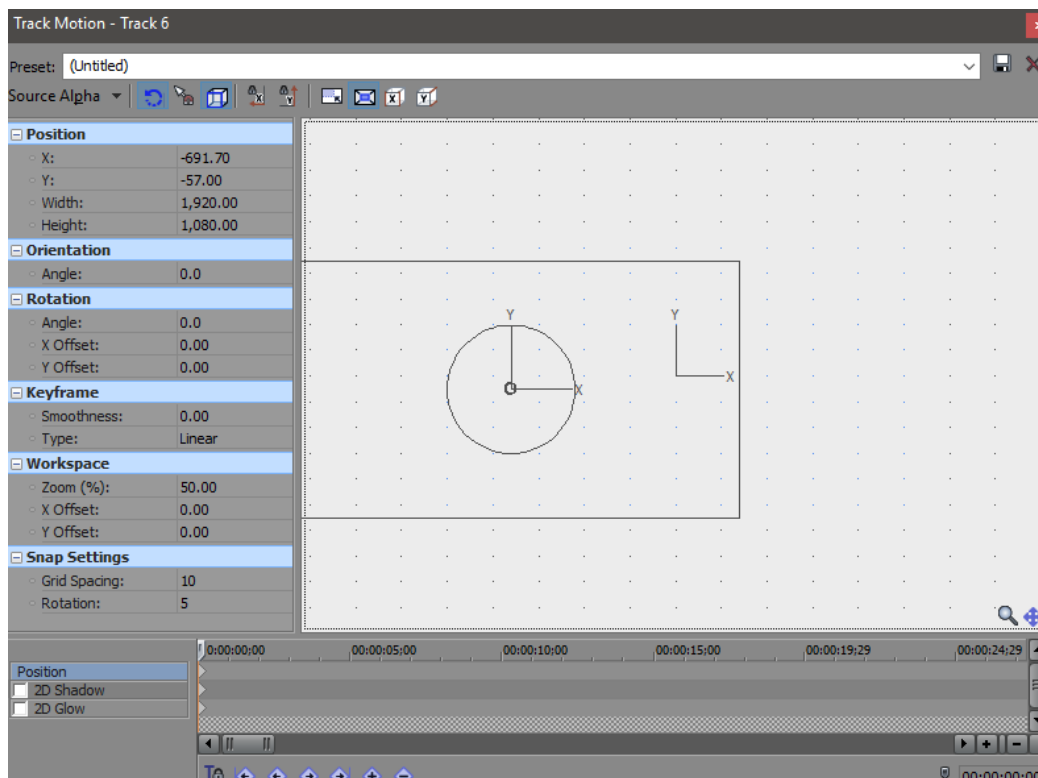 Track Motion - Track 6
Preset: (Untitled)
Source Alpha
Position
X: -691.70
Y: -57.00
Width: 1,920.00
Height: 1,080.00
Orientation
Angle: 0.0
Rotation
Angle: 0.0
X Offset: 0.00
Y Offset: 0.00
Keyframe
Smoothness: 0.00
Type: Linear
Workspace
Zoom (%): 50.00
X Offset: 0.00
Y Offset: 0.00
Snap Settings
Grid Spacing: 10
Rotation: 5
Y Y
X X
0:00:00;00 00:00:05;00 00:00:10;00 00:00:15;00 00:00:19;29 00:00:24;29
Position
2D Shadow
2D Glow